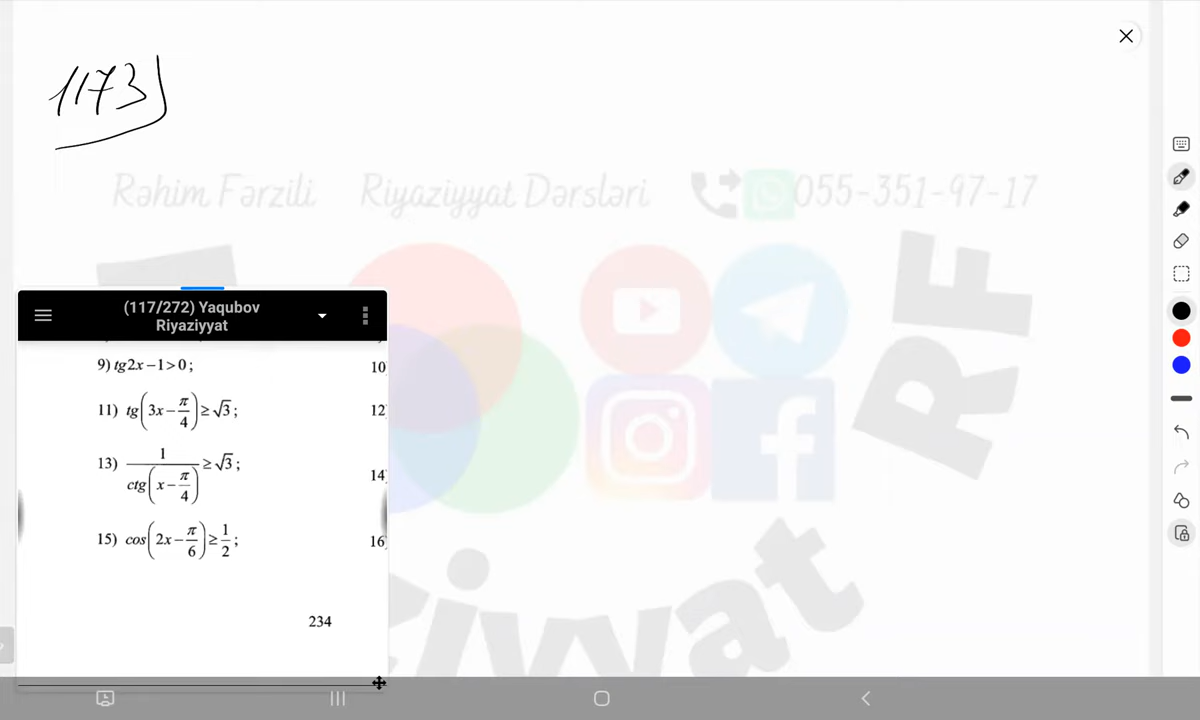 1173)
Rəhim Fərzili Riyaziyyat Dərsləri 055-351-97-17
RF
(117/272) Yaqubov
Riyaziyyat
9) tg2x−1>0; 10
11) tg(3x−π/4)≥√3; 12
13) 1/ctg(x−π/4)≥√3; 14
15) cos(2x−π/6)≥1/2; 16
234